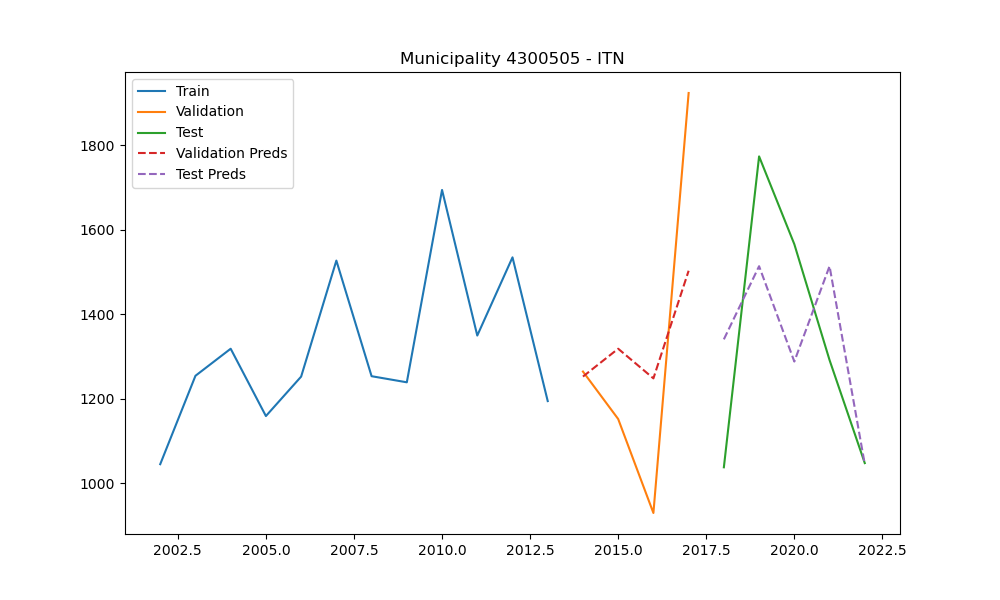 Municipality 4300505 - ITN
Train
Validation
Test
Validation Preds
Test Preds
1800
1600
1400
1200
1000
2002.5 2005.0 2007.5 2010.0 2012.5 2015.0 2017.5 2020.0 2022.5